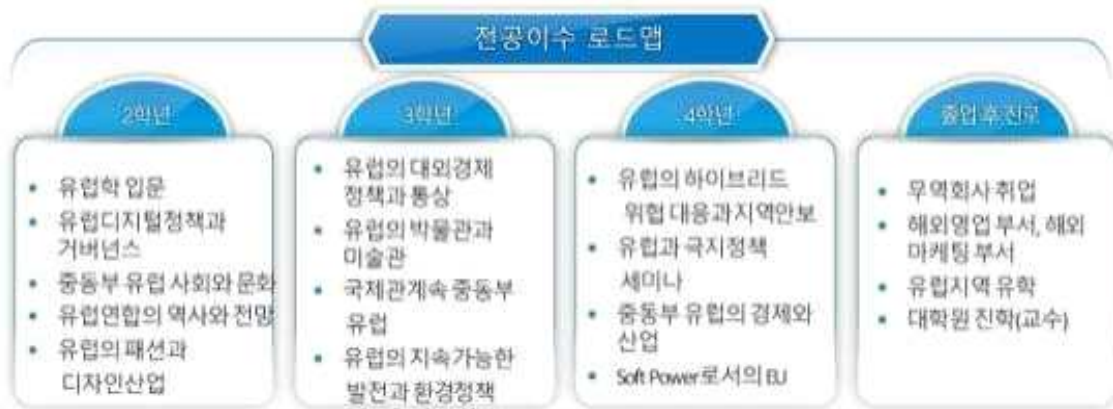 전공이수 로드맵
2학년
• 유럽학 입문
• 유럽디지털정책과
거버넌스
• 중동부 유럽 사회와 문화
• 유럽연합의 역사와 전망
• 유럽의 패션과
디자인산업
3학년
• 유럽의 대외경제
정책과 통상
• 유럽의 박물관과
미술관
• 국제관계속 중동부
유럽
• 유럽의 지속가능한
발전과 환경정책
4학년
• 유럽의 하이브리드
위협 대응과 지역안보
• 유럽과 극지정책
세미나
• 중동부 유럽의 경제와
산업
• Soft Power로서의 EU
졸업 후 진로
• 무역회사 취업
• 해외영업 부서, 해외
마케팅 부서
• 유럽지역 유학
• 대학원 진학(교수)